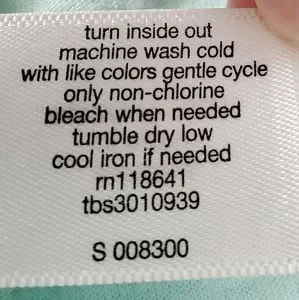 turn inside out
machine wash cold
with like colors gentle cycle
only non-chlorine
bleach when needed
tumble dry low
cool iron if needed
rn118641
tbs3010939
S 008300